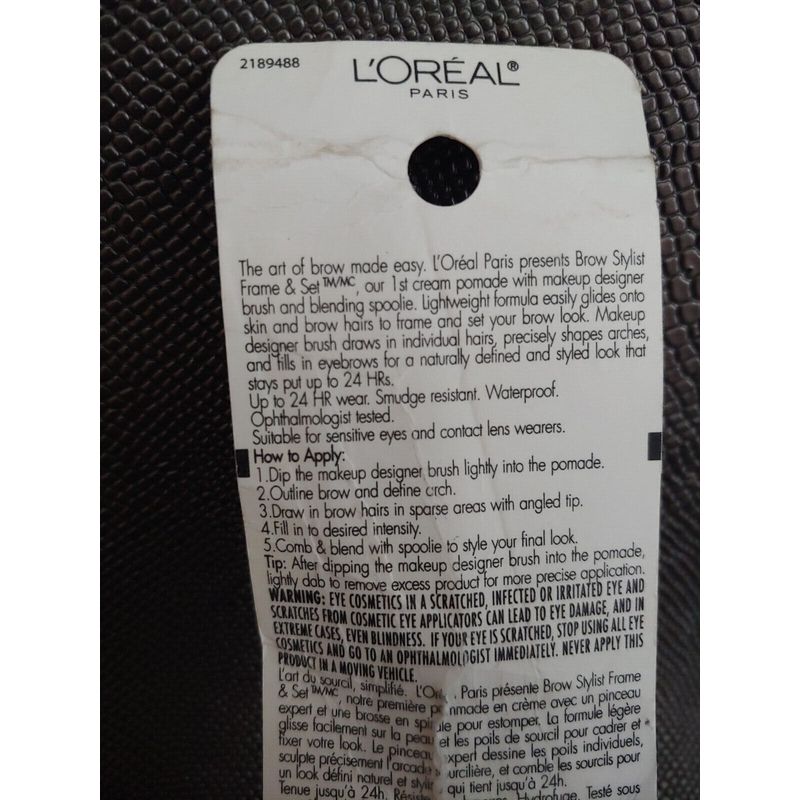 2189488
L'ORÉAL®
PARIS
The art of brow made easy. L'Oréal Paris presents Brow Stylist
Frame & Set TM/MC, our 1st cream pomade with makeup designer
brush and blending spoolie. Lightweight formula easily glides onto
skin and brow hairs to frame and set your brow look. Makeup
designer brush draws in individual hairs, precisely shapes arches,
and fills in eyebrows for a naturally defined and styled look that
stays put up to 24 HRs.
Up to 24 HR wear. Smudge resistant. Waterproof.
Ophthalmologist tested.
Suitable for sensitive eyes and contact lens wearers.
How to Apply:
1.Dip the makeup designer brush lightly into the pomade.
2.Outline brow and define arch.
3.Draw in brow hairs in sparse areas with angled tip.
4.Fill in to desired intensity.
5.Comb & blend with spoolie to style your final look.
Tip: After dipping the makeup designer brush into the pomade,
lightly dab to remove excess product for more precise application.
WARNING: EYE COSMETICS IN A SCRATCHED, INFECTED OR IRRITATED EYE AND
SCRATCHES FROM COSMETIC EYE APPLICATORS CAN LEAD TO EYE DAMAGE, AND IN
EXTREME CASES, EVEN BLINDNESS. IF YOUR EYE IS SCRATCHED, STOP USING ALL EYE
COSMETICS AND GO TO AN OPHTHALMOLOGIST IMMEDIATELY. NEVER APPLY THIS
PRODUCT IN A MOVING VEHICLE.
L'art du sourcil, simplifié. Paris présente Brow Stylist Frame
& Set TM/MC, notre première en crème avec un pinceau
expert et une brosse en pour estomper. La formule légère
glisse facilement sur la peau et les poils de sourcil pour cadrer et
fixer votre look. Le pinceau expert dessine les poils individuels,
sculpte précisément l'arcade et comble les sourcils pour
un look défini naturel et qui tient jusqu'à 24h.
Tenue jusqu'à 24h. Hydrofuge. Testé sous